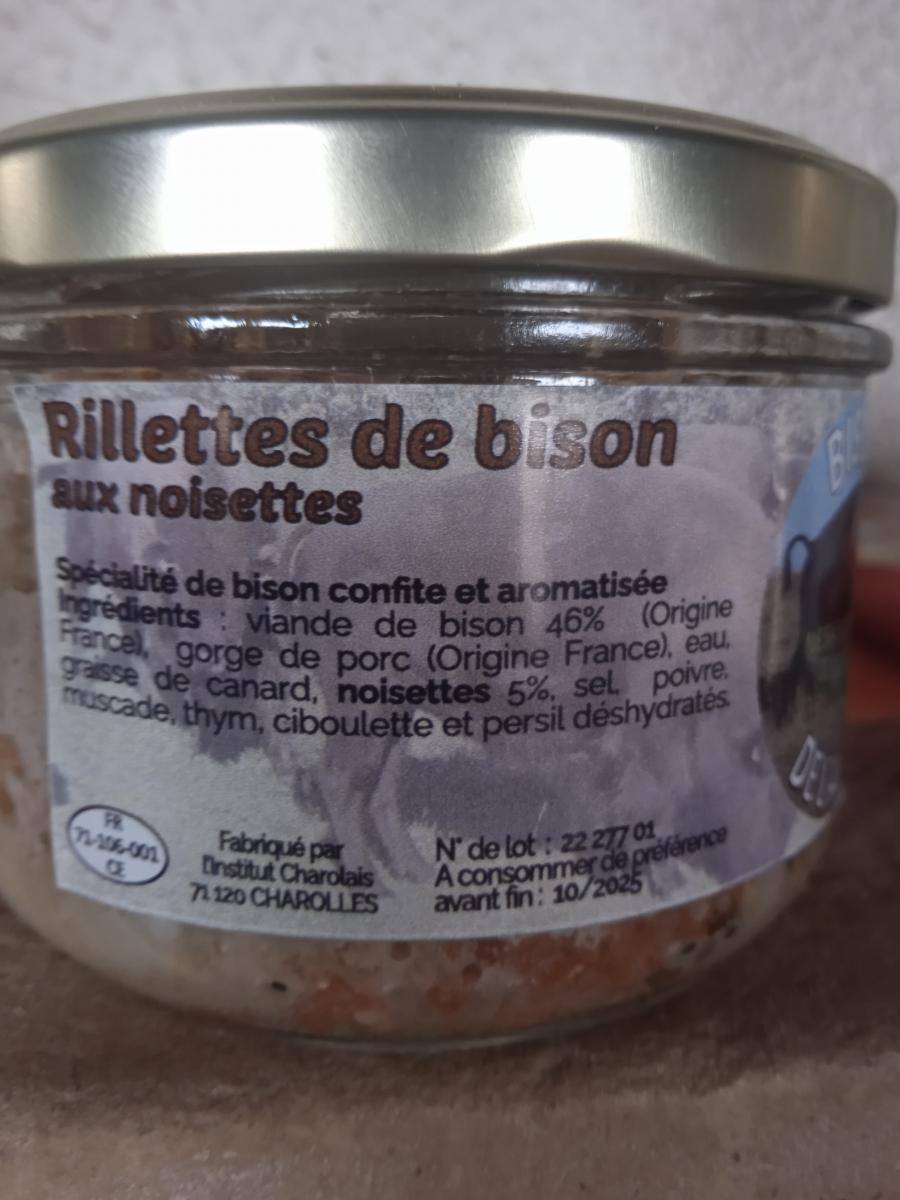 Rillettes de bison
aux noisettes
Spécialité de bison confite et aromatisée
Ingrédients : viande de bison 46% (Origine
France), gorge de porc (Origine France), eau,
graisse de canard, noisettes 5%, sel, poivre,
muscade, thym, ciboulette et persil déshydratés.
FR
71-106-001
CE
Fabriqué par
l'Institut Charolais
71 120 CHAROLLES
N° de lot : 22 277 01
A consommer de préférence
avant fin : 10/2025